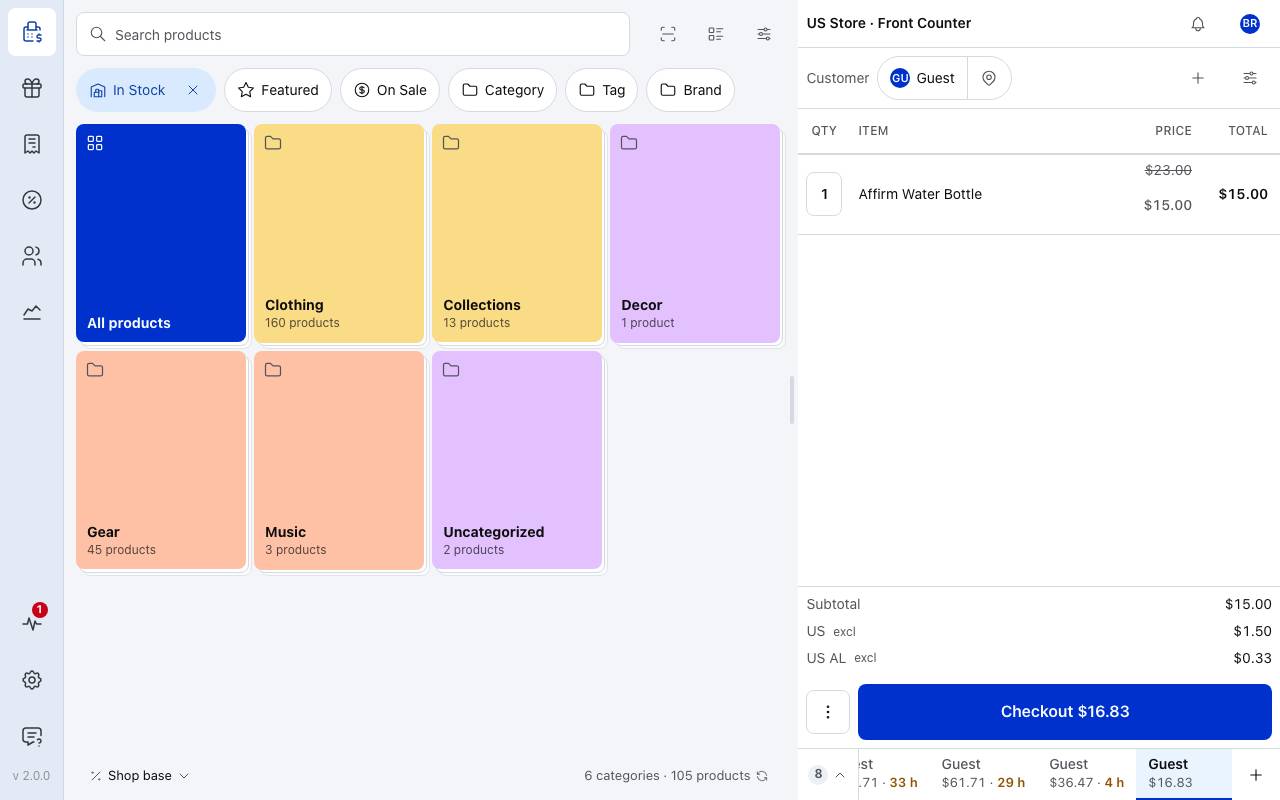 Search products
US Store · Front Counter
BR
In Stock
Featured
On Sale
Category
Tag
Brand
Customer
GU Guest
QTY ITEM PRICE TOTAL
1 Affirm Water Bottle $23.00 $15.00 $15.00
All products
Clothing
160 products
Collections
13 products
Decor
1 product
Gear
45 products
Music
3 products
Uncategorized
2 products
1
v 2.0.0
Shop base
6 categories · 105 products
Subtotal $15.00
US excl $1.50
US AL excl $0.33
Checkout $16.83
8
est
.71 · 33 h
Guest
$61.71 · 29 h
Guest
$36.47 · 4 h
Guest
$16.83